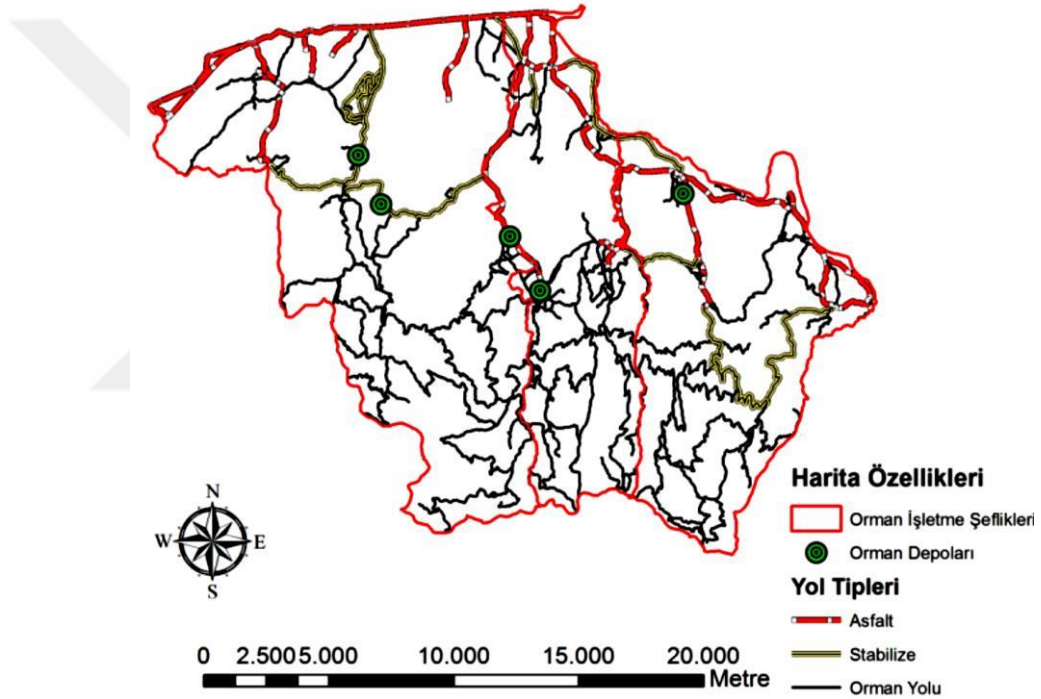 Harita Özellikleri
Orman İşletme Şeflikleri
Orman Depoları
Yol Tipleri
Asfalt
Stabilize
Orman Yolu
N
W E
S
0 2.500 5.000 10.000 15.000 20.000
Metre